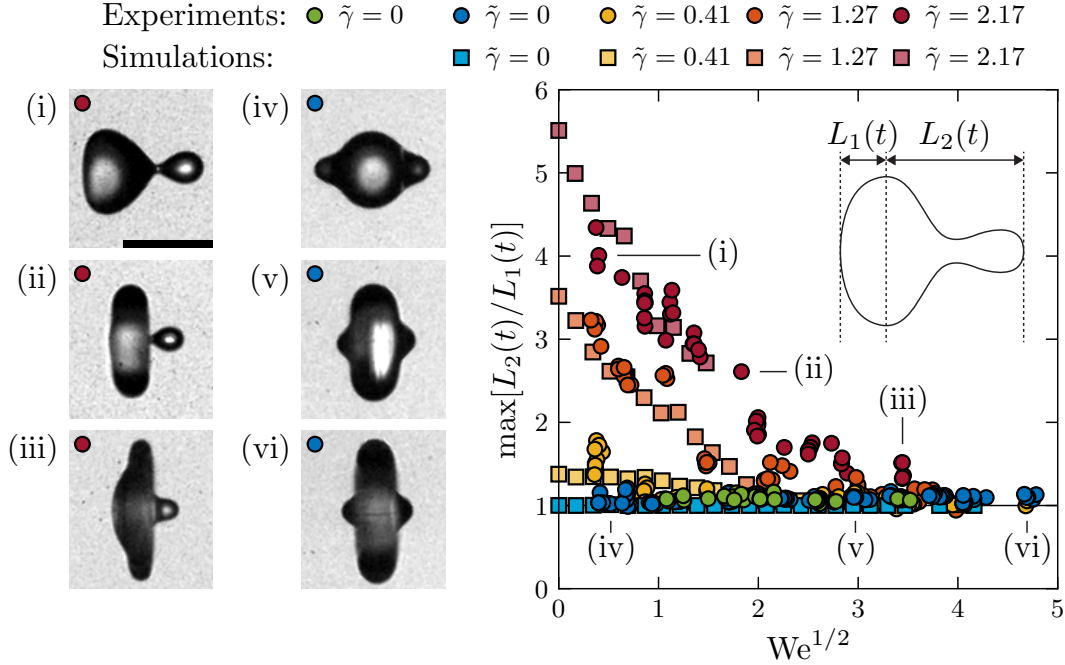 Experiments: γ̃ = 0 γ̃ = 0 γ̃ = 0.41 γ̃ = 1.27 γ̃ = 2.17
Simulations: γ̃ = 0 γ̃ = 0.41 γ̃ = 1.27 γ̃ = 2.17
(i)
(iv)
(ii)
(v)
(iii)
(vi)
max[L₂(t)/L₁(t)]
6
5
4
3
2
1
0
L₁(t) L₂(t)
(i)
(ii)
(iii)
(iv) (v) (vi)
0 1 2 3 4 5
We^{1/2}